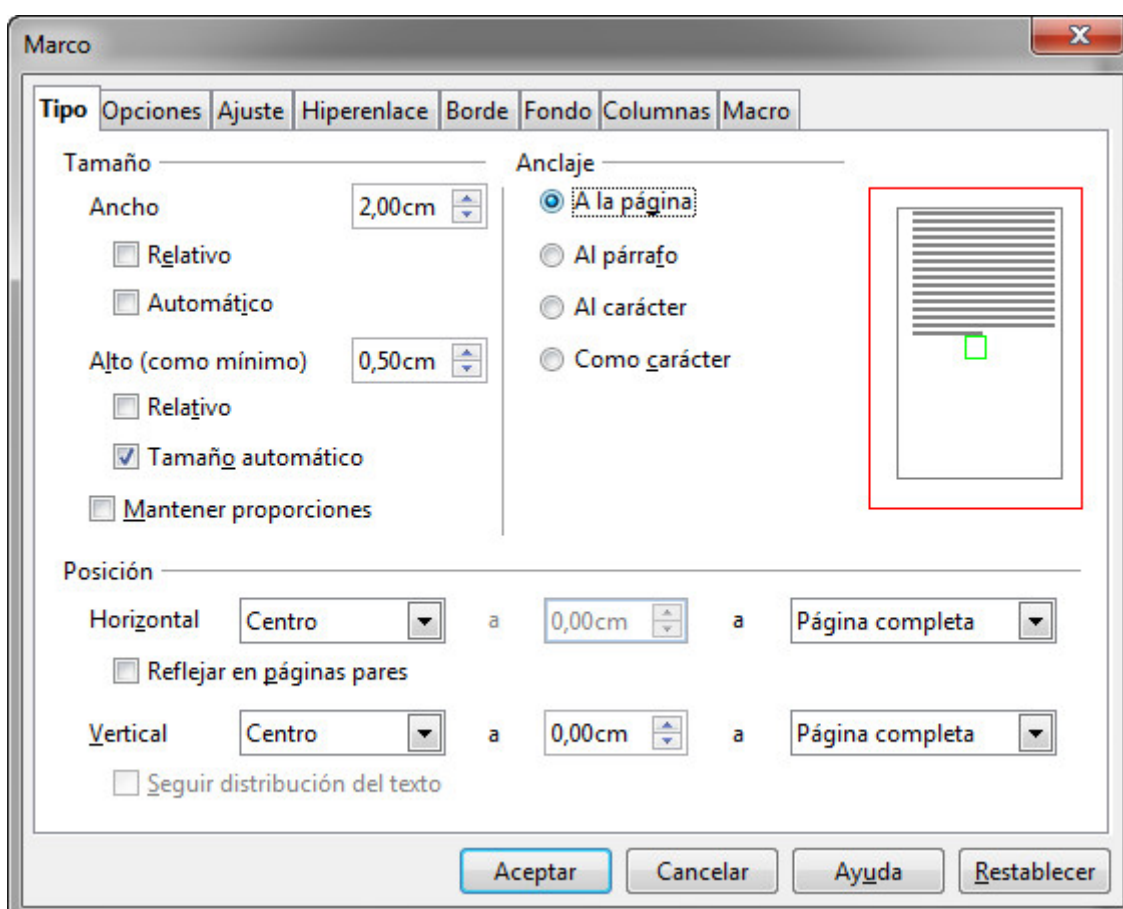 Marco
Tipo Opciones Ajuste Hiperenlace Borde Fondo Columnas Macro
Tamaño
Ancho 2,00cm
Relativo
Automático
Alto (como mínimo) 0,50cm
Relativo
Tamaño automático
Mantener proporciones
Anclaje
A la página
Al párrafo
Al carácter
Como carácter
Posición
Horizontal Centro a 0,00cm a Página completa
Reflejar en páginas pares
Vertical Centro a 0,00cm a Página completa
Seguir distribución del texto
Aceptar Cancelar Ayuda Restablecer